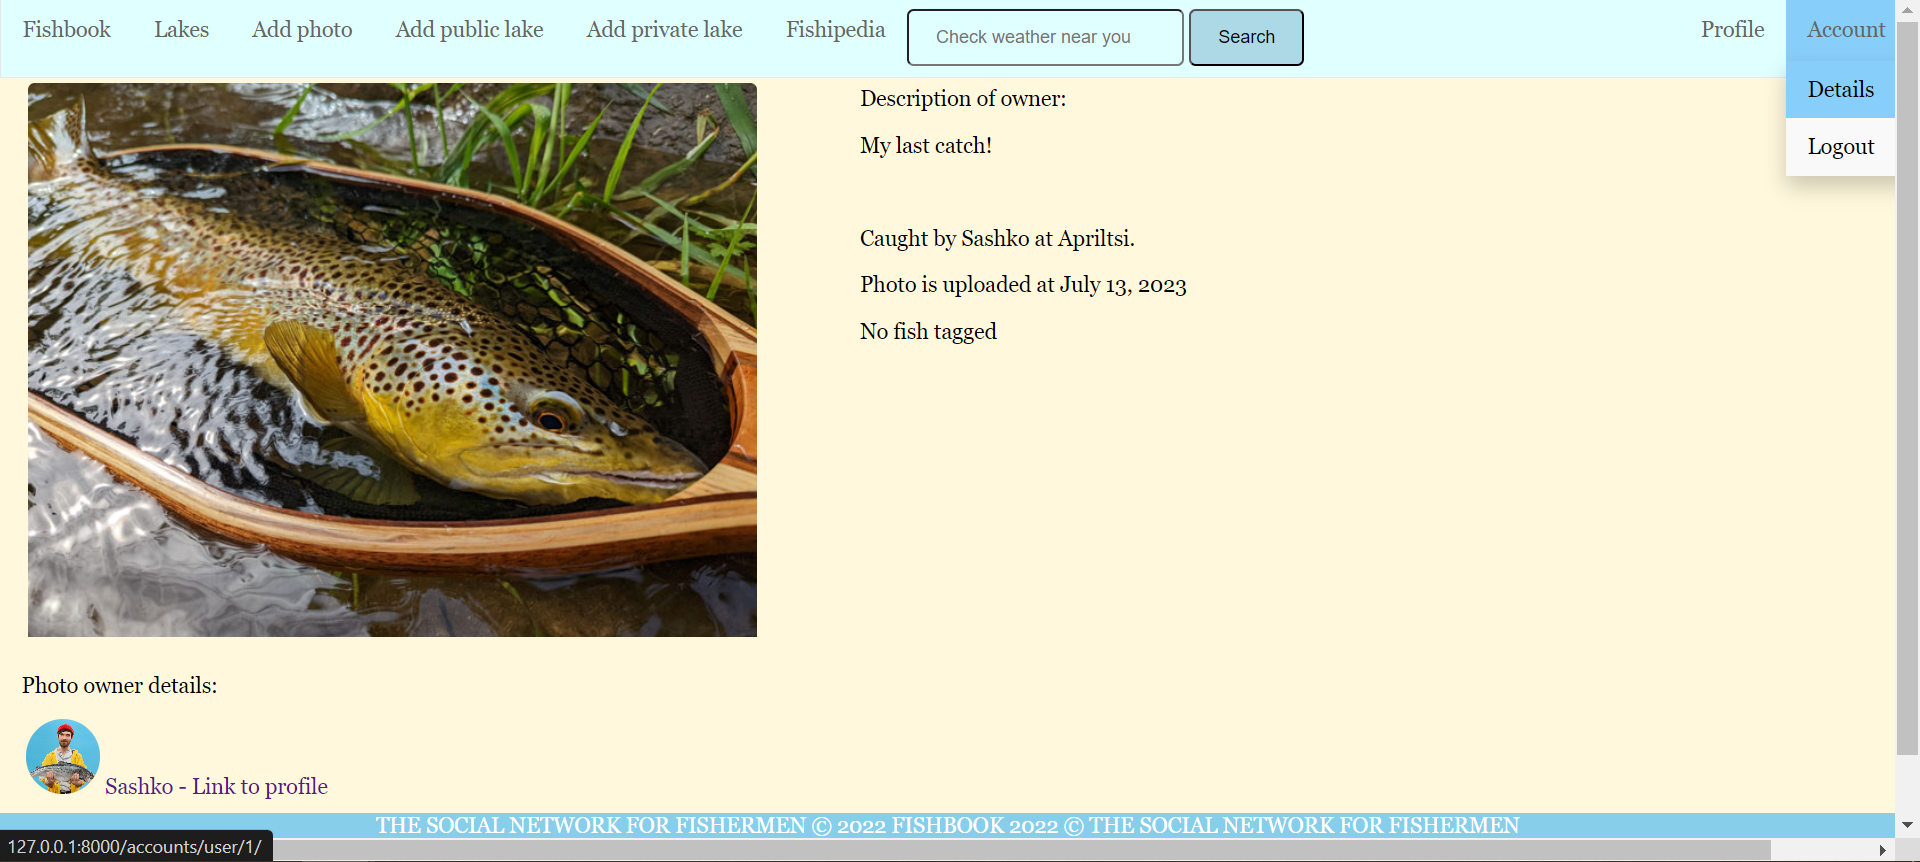 Fishbook Lakes Add photo Add public lake Add private lake Fishipedia Check weather near you Search Profile Account
Details
Logout
Description of owner:
My last catch!
Caught by Sashko at Apriltsi.
Photo is uploaded at July 13, 2023
No fish tagged
Photo owner details:
Sashko - Link to profile
THE SOCIAL NETWORK FOR FISHERMEN © 2022 FISHBOOK 2022 © THE SOCIAL NETWORK FOR FISHERMEN
127.0.0.1:8000/accounts/user/1/